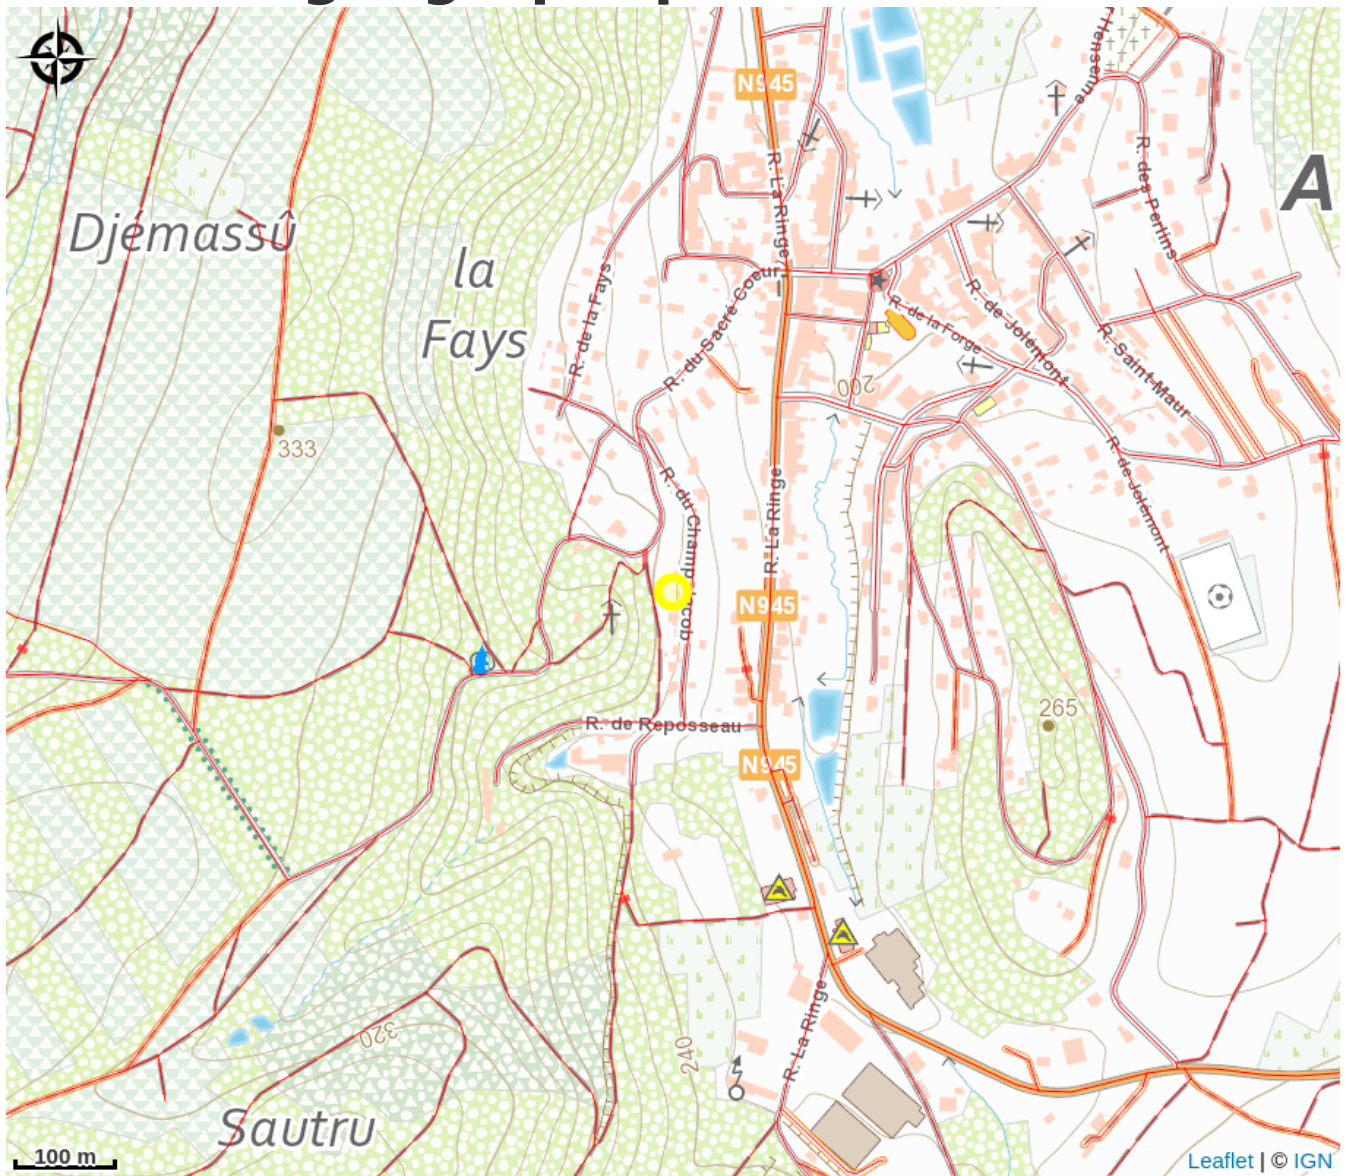 N945
R. La Ringe
Heusenne
R. des Perlins
A
Djémassû
la
Fays
R. de la Fays
R. du Sacré Coeur
R. de la Forge
R. de Jolémont
R. Saint-Maur
200
333
R. du Champ Jacob
R. La Ringe
R. de Jolémont
N945
265
R. de Reposseau
N945
R. La Ringe
320
240
Sautru
100 m
Leaflet | © IGN